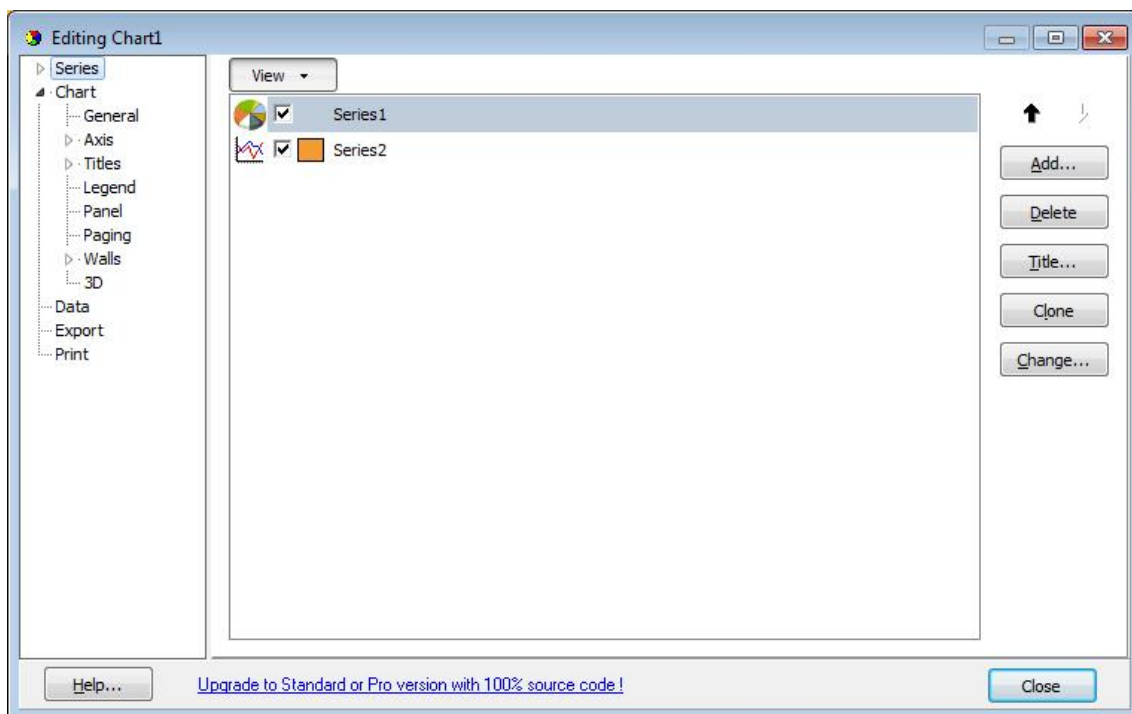 Editing Chart1
Series
Chart
General
Axis
Titles
Legend
Panel
Paging
Walls
3D
Data
Export
Print
View
Series1
Series2
Add...
Delete
Title...
Clone
Change...
Help...
Upgrade to Standard or Pro version with 100% source code !
Close